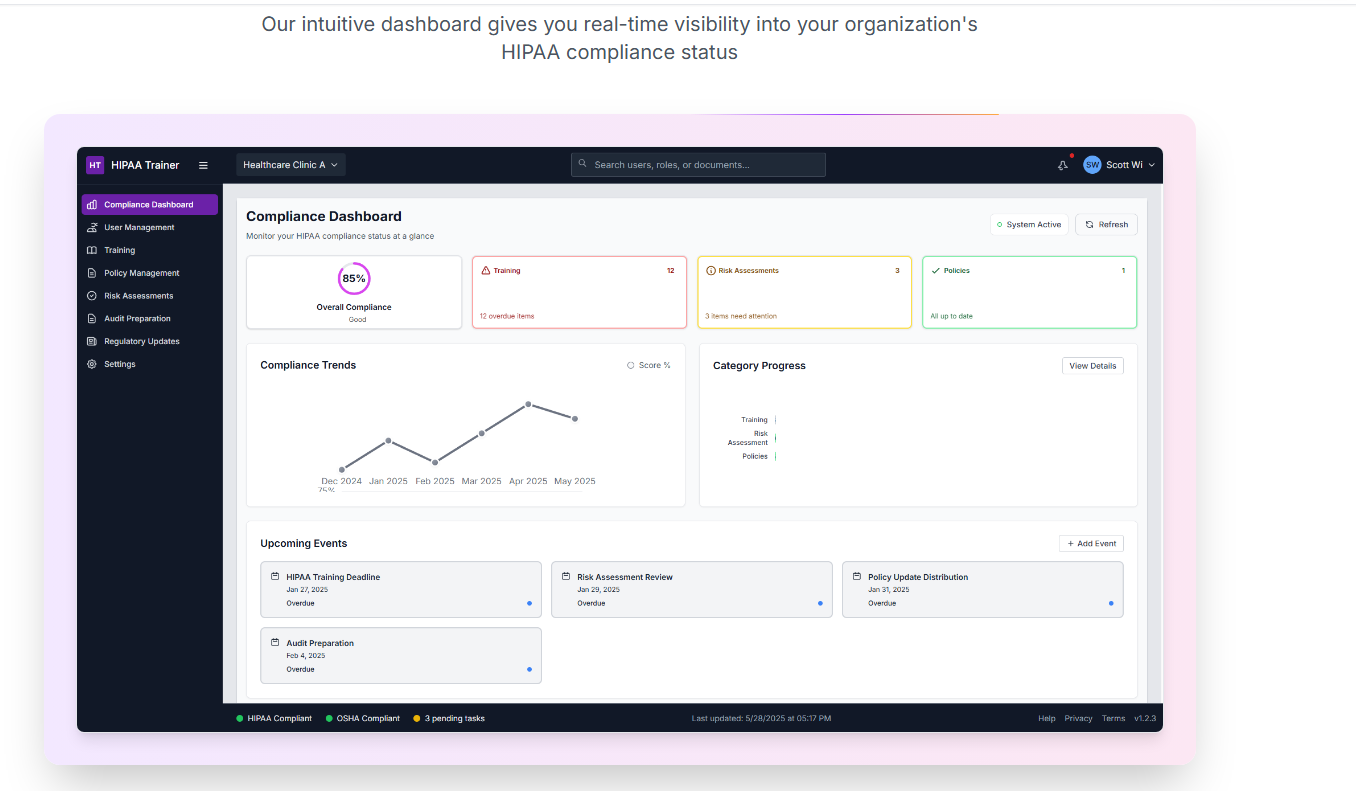 Our intuitive dashboard gives you real-time visibility into your organization's
HIPAA compliance status
HT HIPAA Trainer
Healthcare Clinic A
Search users, roles, or documents...
SW Scott Wi
Compliance Dashboard
User Management
Training
Policy Management
Risk Assessments
Audit Preparation
Regulatory Updates
Settings
Compliance Dashboard
Monitor your HIPAA compliance status at a glance
System Active
Refresh
85%
Overall Compliance
Good
Training 12
12 overdue items
Risk Assessments 3
3 items need attention
Policies 1
All up to date
Compliance Trends
Score %
Dec 2024 Jan 2025 Feb 2025 Mar 2025 Apr 2025 May 2025
75%
Category Progress
View Details
Training
Risk
Assessment
Policies
Upcoming Events
+ Add Event
HIPAA Training Deadline
Jan 27, 2025
Overdue
Risk Assessment Review
Jan 29, 2025
Overdue
Policy Update Distribution
Jan 31, 2025
Overdue
Audit Preparation
Feb 4, 2025
Overdue
HIPAA Compliant
OSHA Compliant
3 pending tasks
Last updated: 5/28/2025 at 05:17 PM
Help Privacy Terms v1.2.3